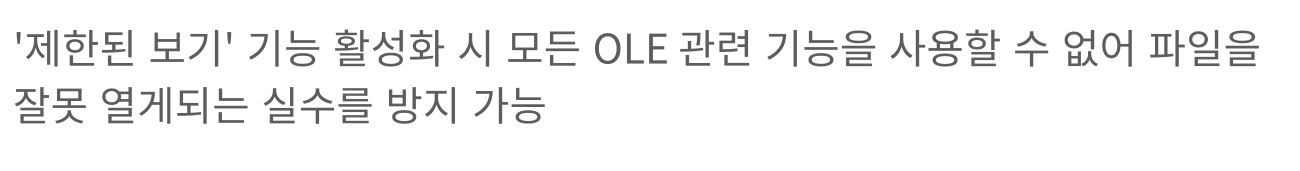 '제한된 보기' 기능 활성화 시 모든 OLE 관련 기능을 사용할 수 없어 파일을
잘못 열게되는 실수를 방지 가능